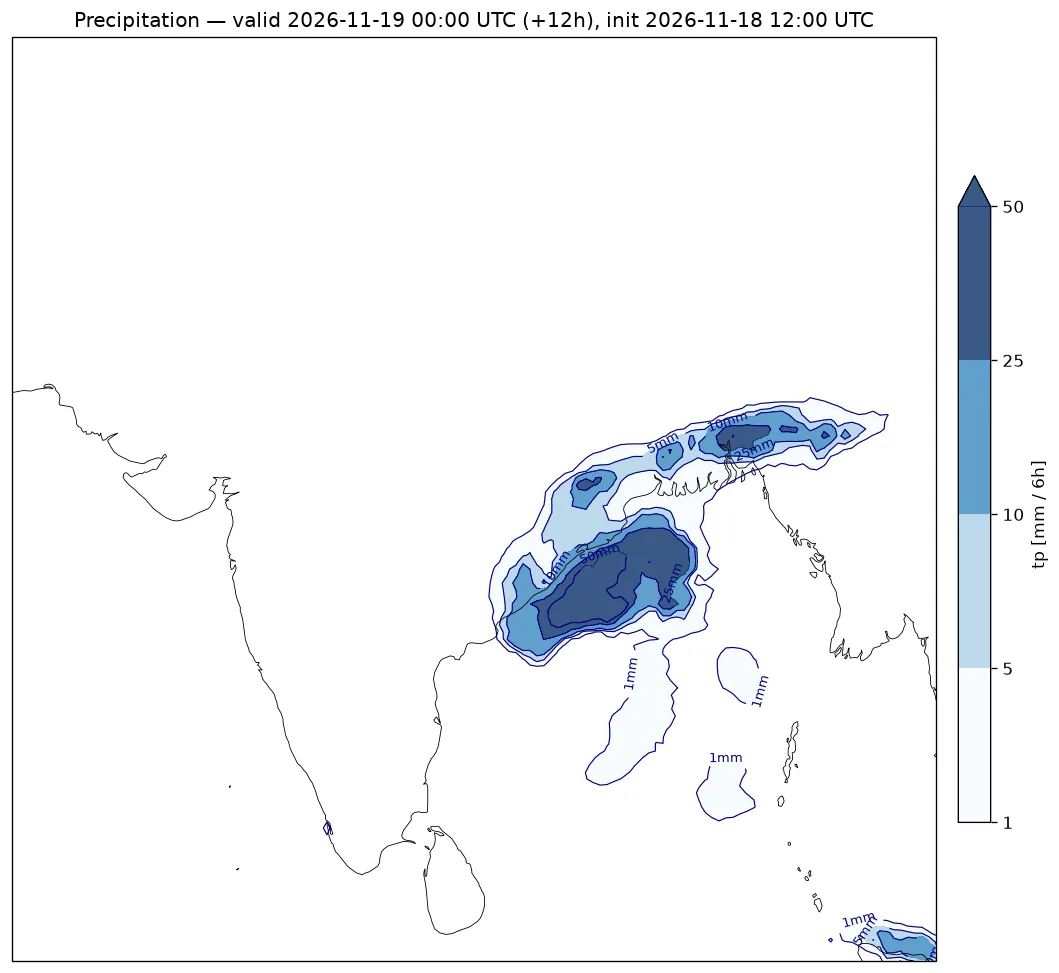 Precipitation — valid 2026-11-19 00:00 UTC (+12h), init 2026-11-18 12:00 UTC
50
25
10
5
1
tp [mm / 6h]
10mm
5mm
25mm
50mm
10mm
25mm
1mm
1mm
1mm
1mm
5mm